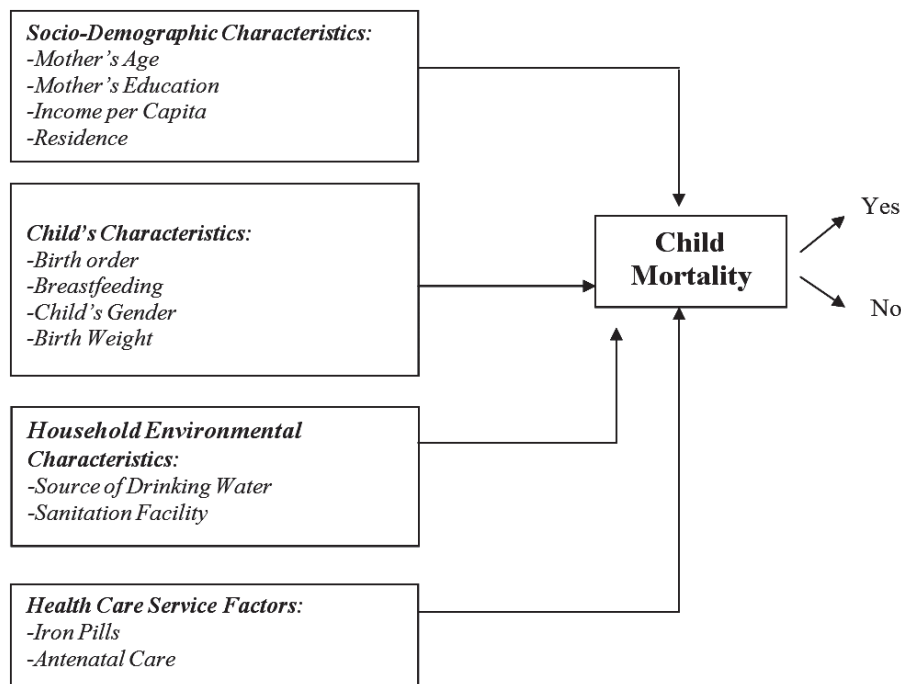 Socio-Demographic Characteristics:
-Mother's Age
-Mother's Education
-Income per Capita
-Residence
Child's Characteristics:
-Birth order
-Breastfeeding
-Child's Gender
-Birth Weight
Household Environmental
Characteristics:
-Source of Drinking Water
-Sanitation Facility
Health Care Service Factors:
-Iron Pills
-Antenatal Care
Child
Mortality
Yes
No